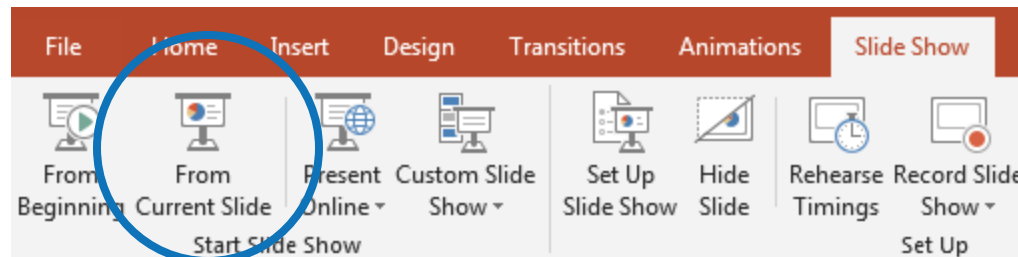 File Home Insert Design Transitions Animations Slide Show
From From Present Custom Slide Set Up Hide Rehearse Record Slide
Beginning Current Slide Online Show Slide Show Slide Timings Show
Start Slide Show Set Up